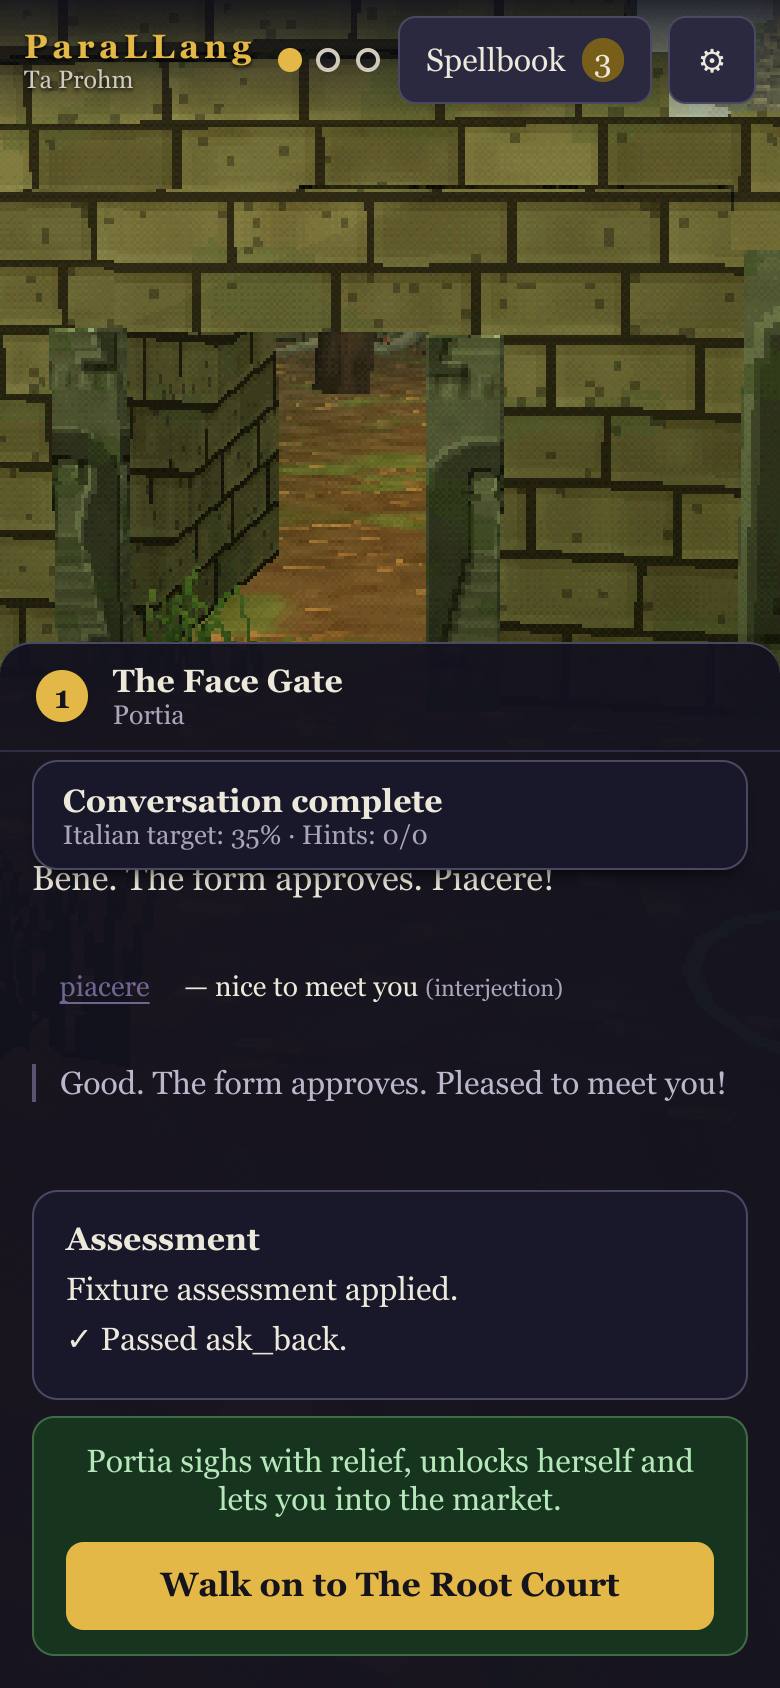 ParaLLang
Ta Prohm
Spellbook 3
⚙
1
The Face Gate
Portia
Conversation complete
Italian target: 35% · Hints: 0/0
Bene. The form approves. Piacere!
piacere — nice to meet you (interjection)
Good. The form approves. Pleased to meet you!
Assessment
Fixture assessment applied.
✓ Passed ask_back.
Portia sighs with relief, unlocks herself and
lets you into the market.
Walk on to The Root Court